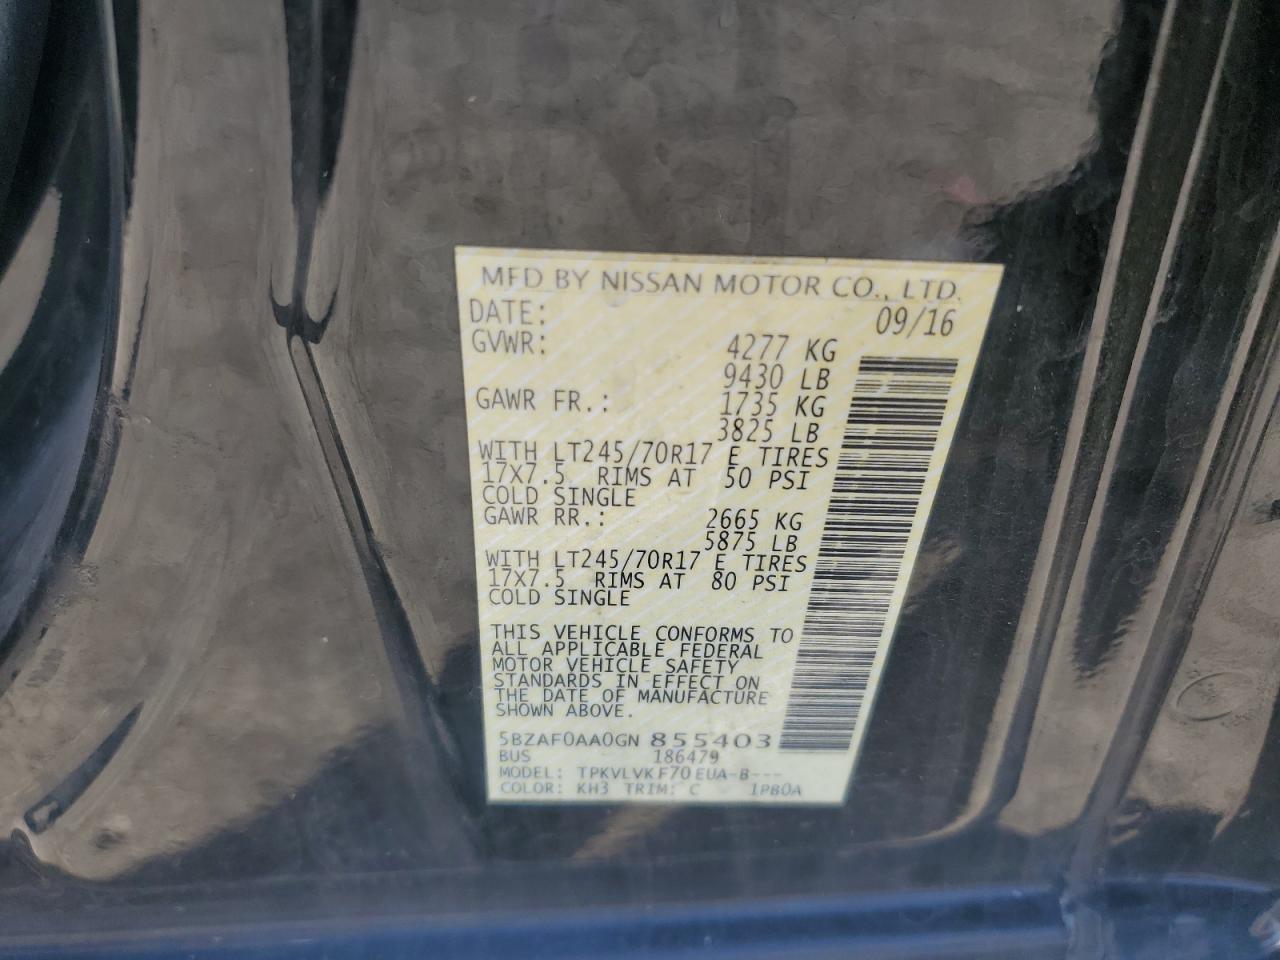 MFD BY NISSAN MOTOR CO., LTD.
DATE: 09/16
GVWR: 4277 KG
9430 LB
GAWR FR.: 1735 KG
3825 LB
WITH LT245/70R17 E TIRES
17X7.5 RIMS AT 50 PSI
COLD SINGLE
GAWR RR.: 2665 KG
5875 LB
WITH LT245/70R17 E TIRES
17X7.5 RIMS AT 80 PSI
COLD SINGLE
THIS VEHICLE CONFORMS TO
ALL APPLICABLE FEDERAL
MOTOR VEHICLE SAFETY
STANDARDS IN EFFECT ON
THE DATE OF MANUFACTURE
SHOWN ABOVE.
5BZAF0AA0GN 855403
BUS 186479
MODEL: TPKVLVK F70 EUA-B---
COLOR: KH3 TRIM: C 1PB0A